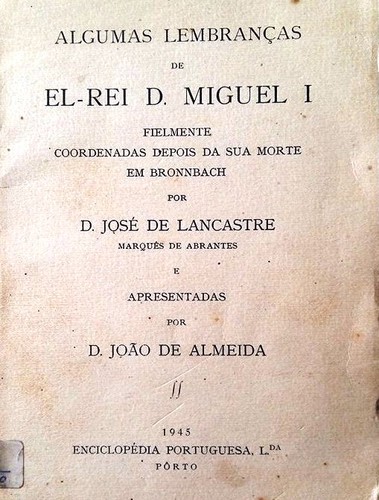 ALGUMAS LEMBRANÇAS
DE
EL-REI D. MIGUEL I
FIELMENTE
COORDENADAS DEPOIS DA SUA MORTE
EM BRONNBACH
POR
D. JOSÉ DE LANCASTRE
MARQUÊS DE ABRANTES
E
APRESENTADAS
POR
D. JOÃO DE ALMEIDA
1945
ENCICLOPÉDIA PORTUGUESA, L.DA
PÔRTO